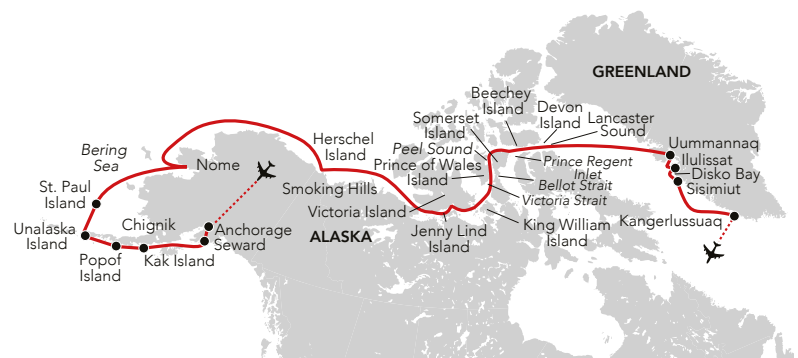 GREENLAND
Beechey
Island
Devon
Island
Lancaster
Sound
Somerset
Island
Peel Sound
Prince of Wales
Island
Herschel
Island
Bering
Sea
Nome
Smoking Hills
Uummannaq
Ilulissat
Disko Bay
Sisimiut
Prince Regent
Inlet
Bellot Strait
Victoria Strait
St. Paul
Island
Victoria Island
Kangerlussuaq
Unalaska
Island
Chignik
Anchorage
Seward
ALASKA
Jenny Lind
Island
King William
Island
Popof
Island
Kak Island